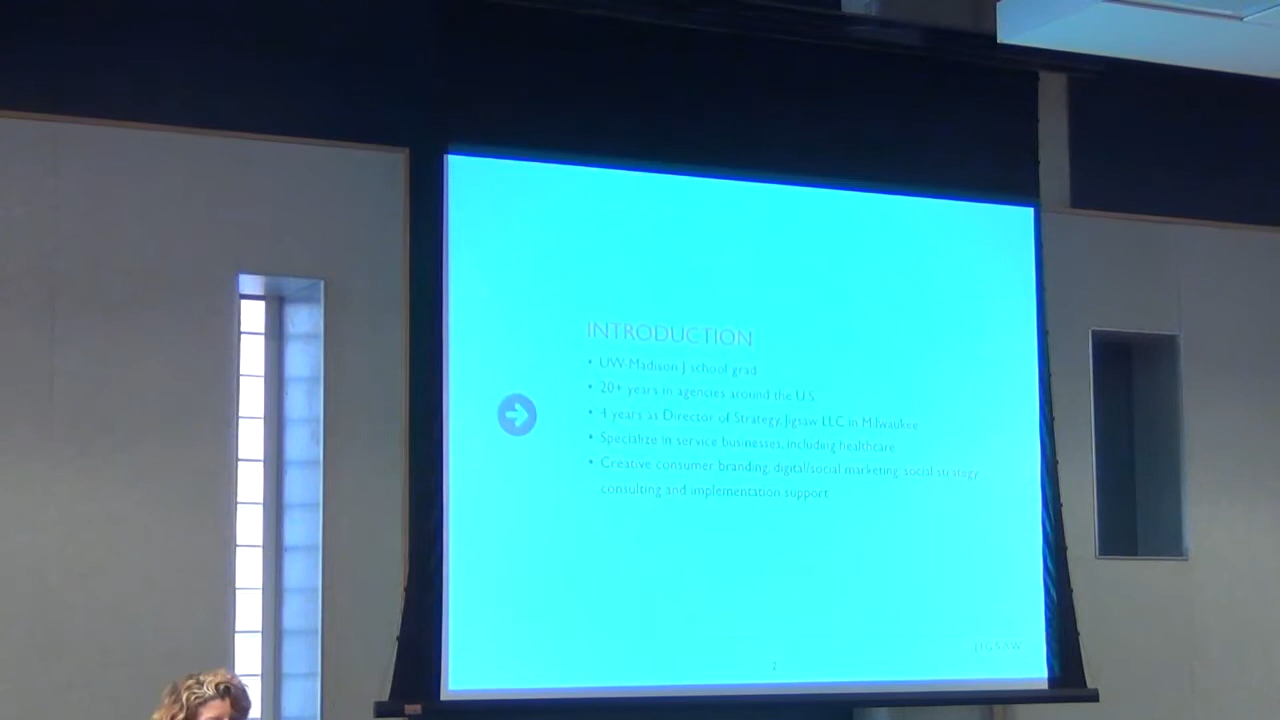 INTRODUCTION
• UW-Madison J school grad
• 20+ years in agencies around the U.S.
• 4 years as Director of Strategy, Jigsaw LLC in Milwaukee
• Specialize in service businesses, including healthcare
• Creative consumer branding, digital/social marketing, social strategy
consulting and implementation support
JIGSAW
2